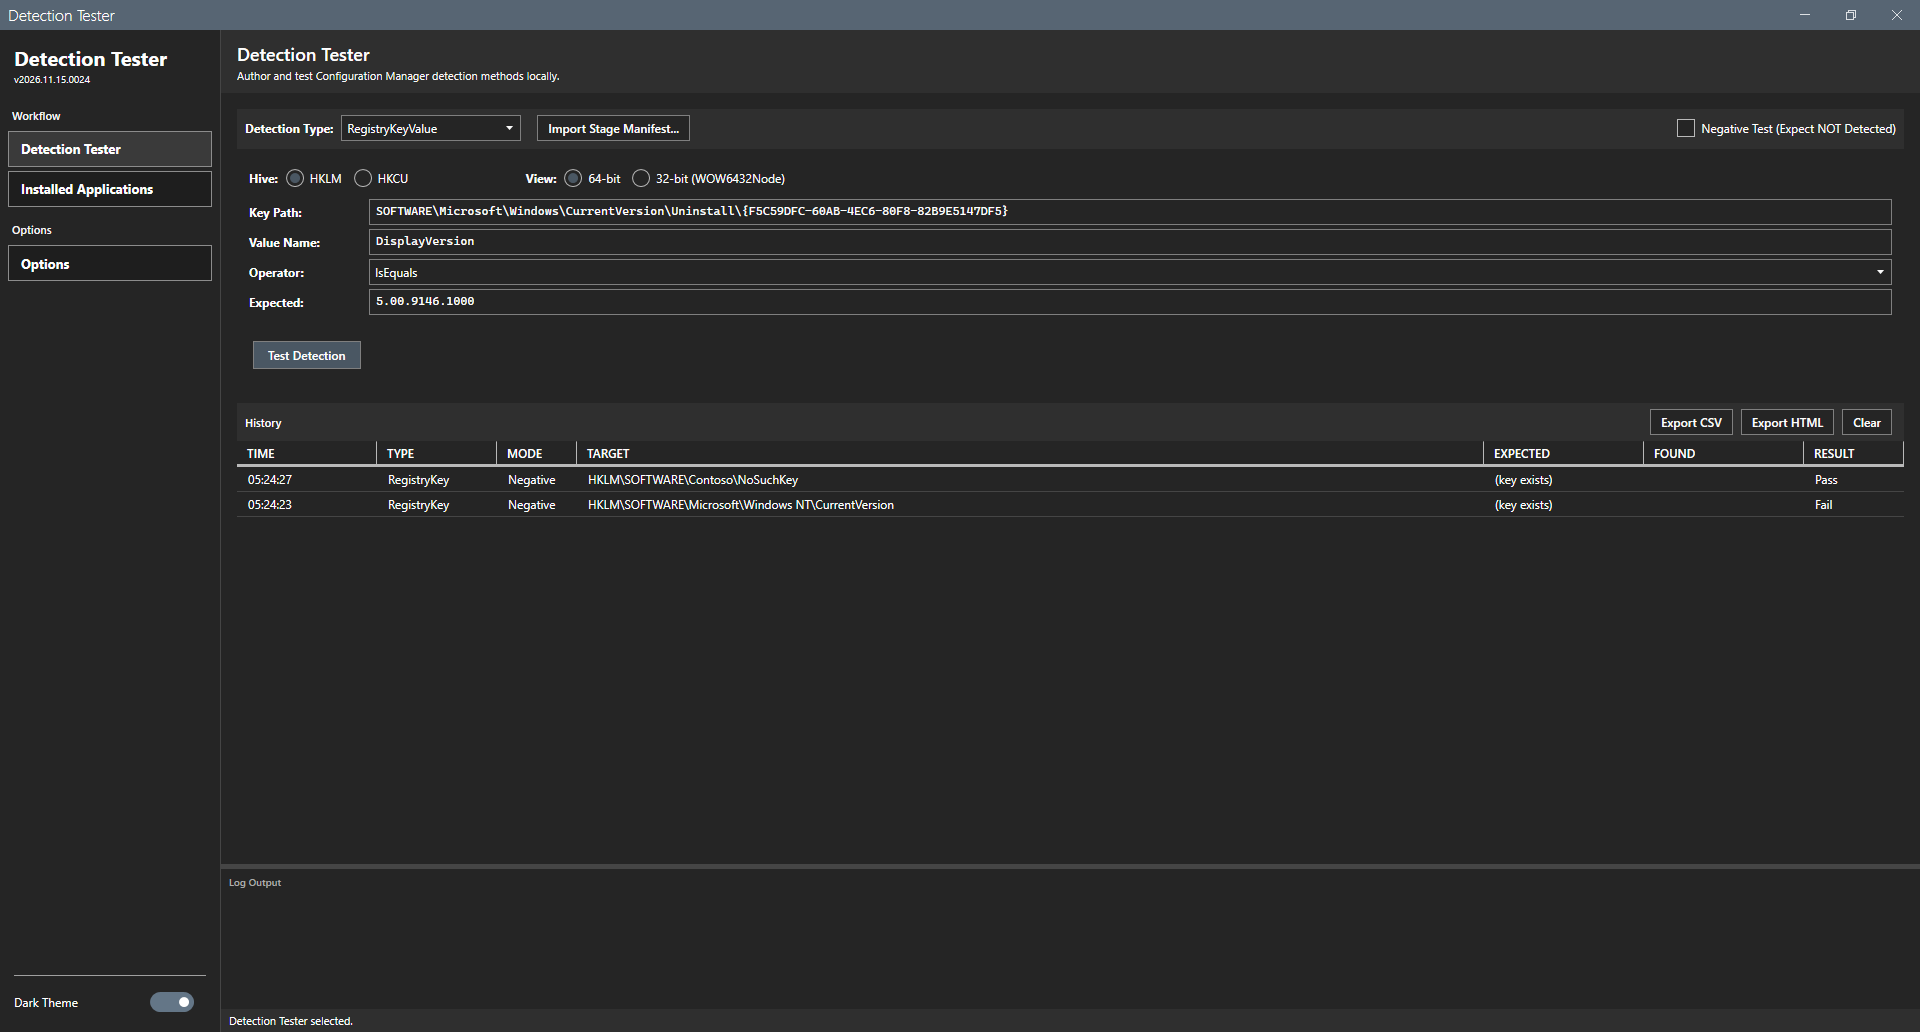 Detection Tester
Detection Tester
v2026.11.15.0024
Workflow
Detection Tester
Installed Applications
Options
Options
Dark Theme
Detection Tester
Author and test Configuration Manager detection methods locally.
Detection Type: RegistryKeyValue Import Stage Manifest... Negative Test (Expect NOT Detected)
Hive: HKLM HKCU View: 64-bit 32-bit (WOW6432Node)
Key Path: SOFTWARE\Microsoft\Windows\CurrentVersion\Uninstall\{F5C59DFC-60AB-4EC6-80F8-82B9E5147DF5}
Value Name: DisplayVersion
Operator: IsEquals
Expected: 5.00.9146.1000
Test Detection
History Export CSV Export HTML Clear
TIME TYPE MODE TARGET EXPECTED FOUND RESULT
05:24:27 RegistryKey Negative HKLM\SOFTWARE\Contoso\NoSuchKey (key exists) Pass
05:24:23 RegistryKey Negative HKLM\SOFTWARE\Microsoft\Windows NT\CurrentVersion (key exists) Fail
Log Output
Detection Tester selected.